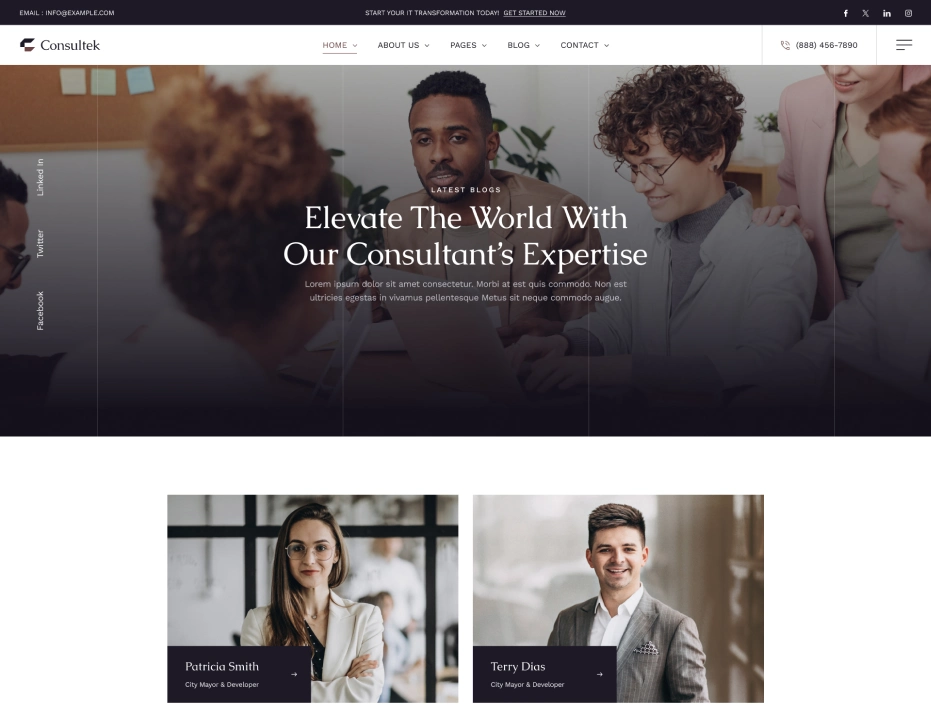 EMAIL : INFO@EXAMPLE.COM
START YOUR IT TRANSFORMATION TODAY! GET STARTED NOW
Consultek
HOME
ABOUT US
PAGES
BLOG
CONTACT
(888) 456-7890
Linked In
Twitter
Facebook
LATEST BLOGS
Elevate The World With
Our Consultant’s Expertise
Lorem ipsum dolor sit amet consectetur. Morbi at est quis commodo. Non est
ultricies egestas in vivamus pellentesque Metus sit neque commodo augue.
Patricia Smith
City Mayor & Developer
Terry Dias
City Mayor & Developer